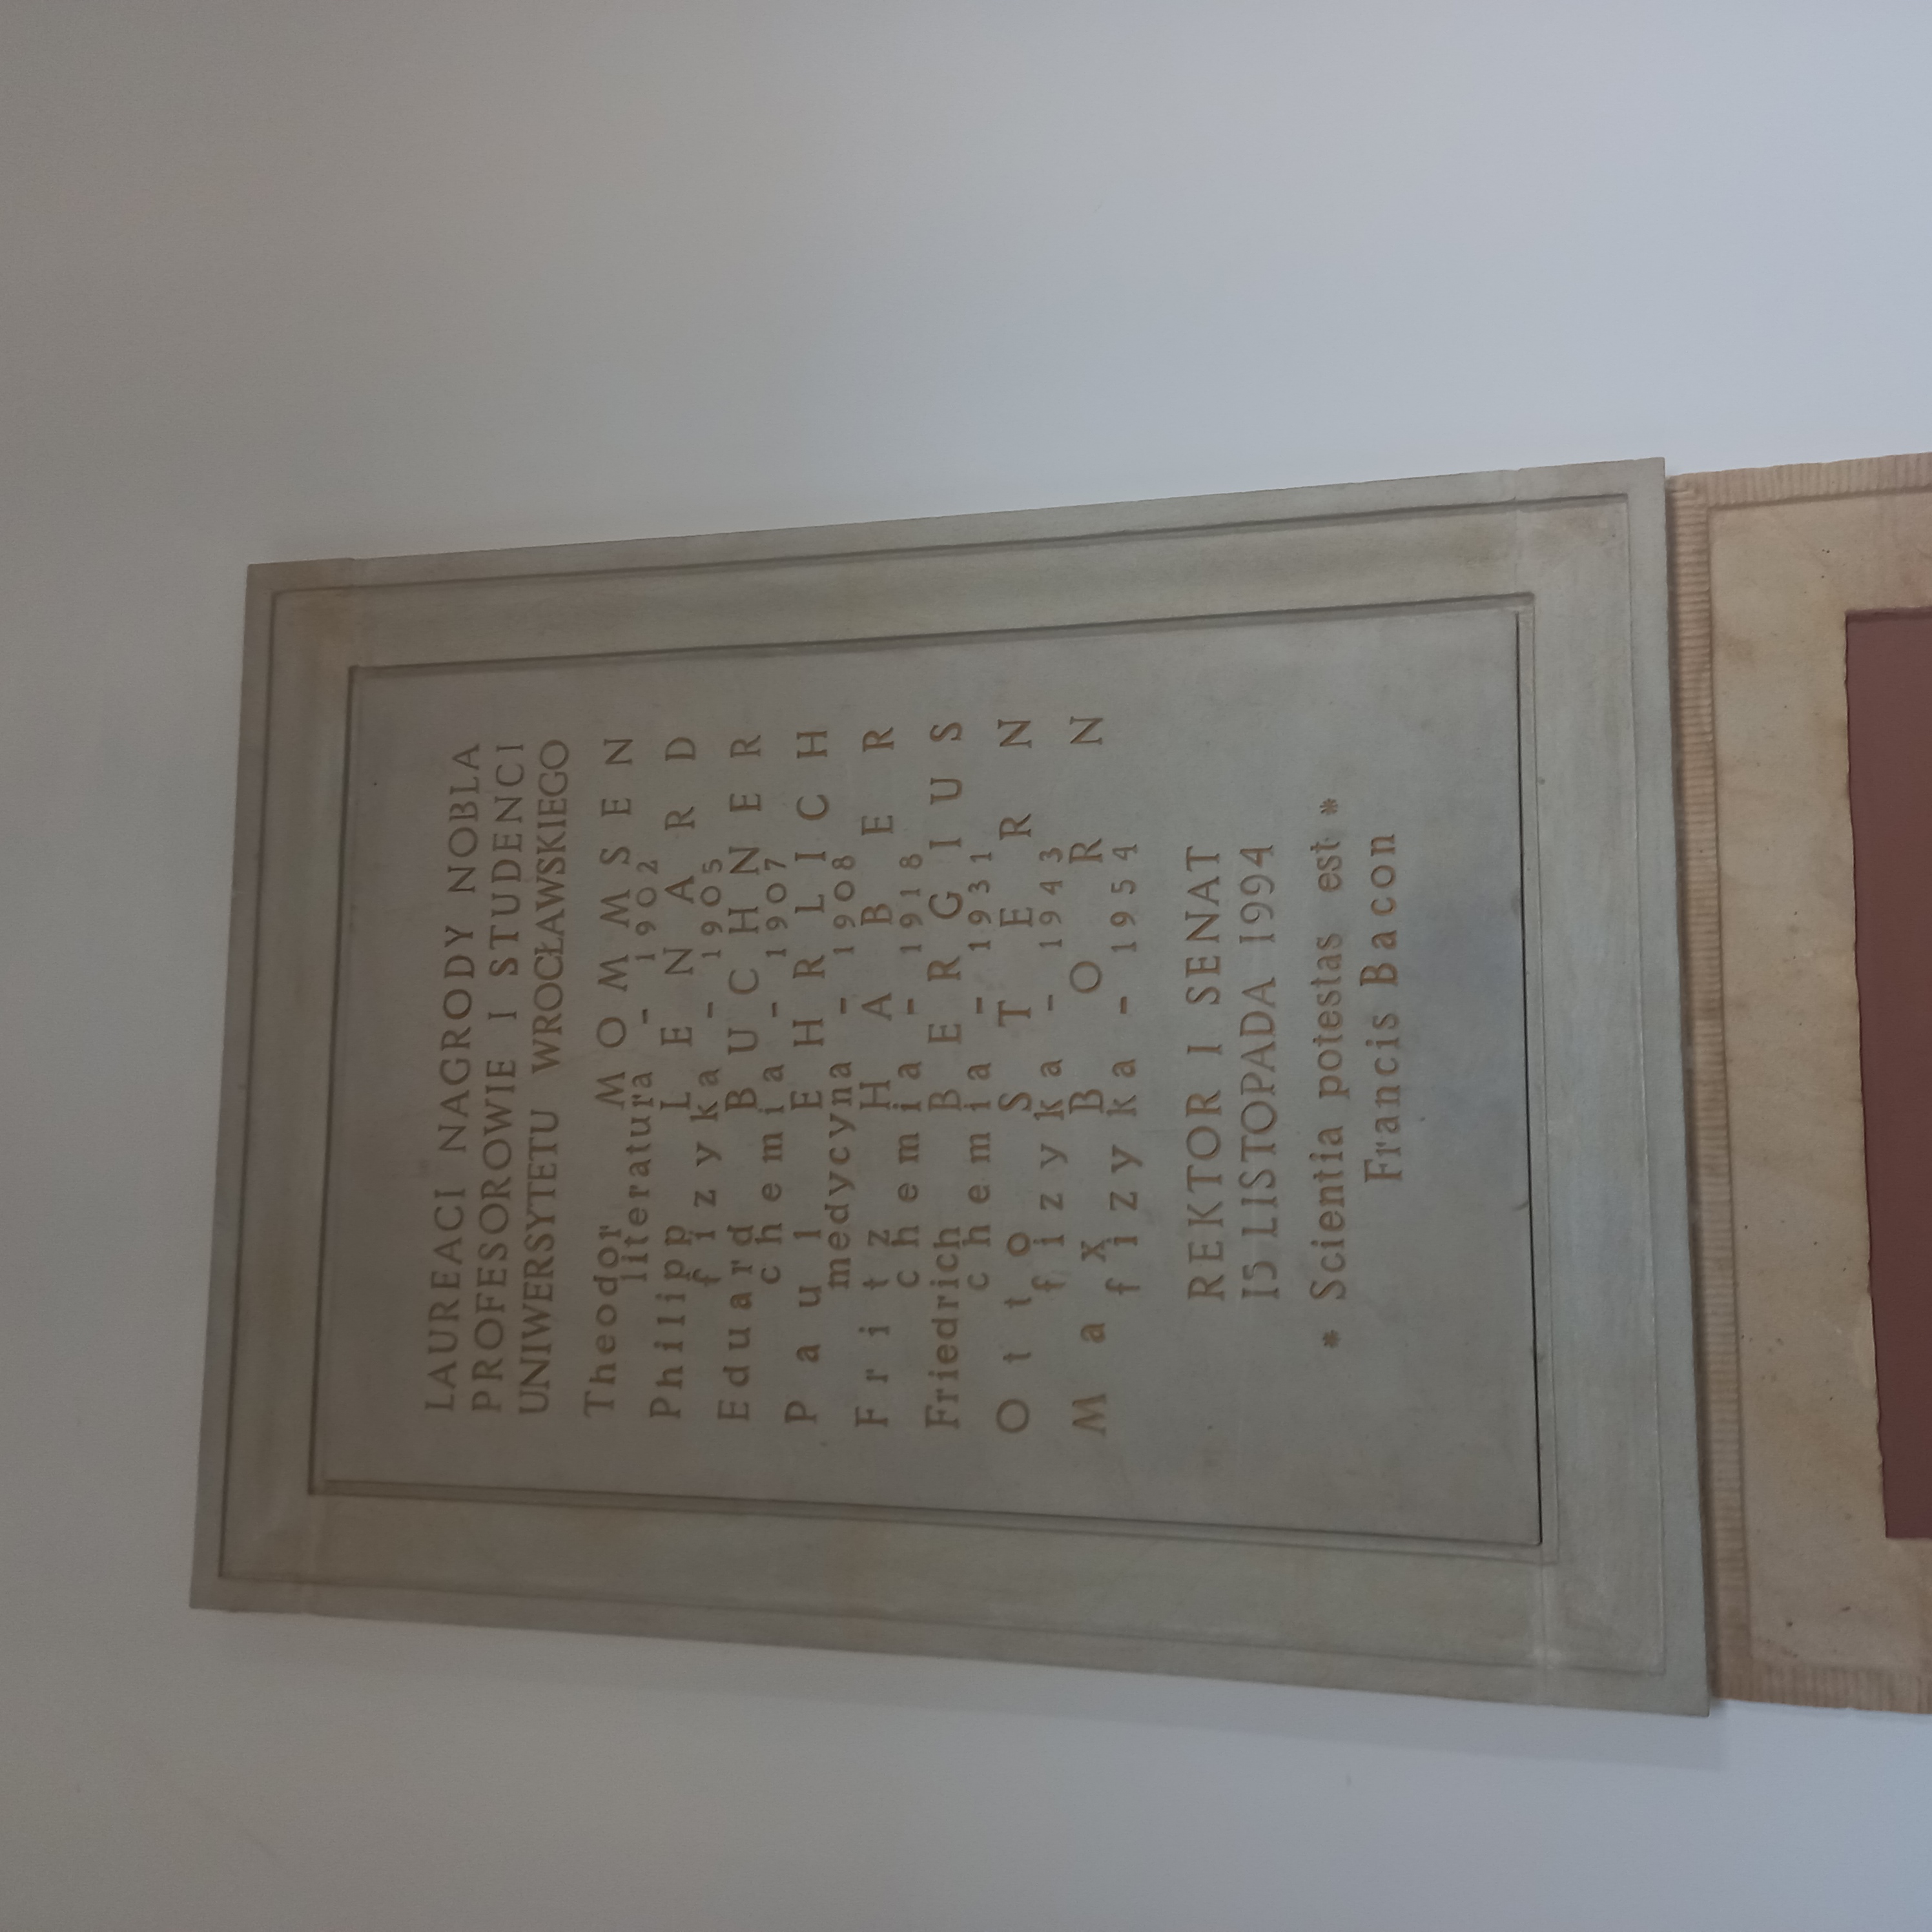 LAUREACI NAGRODY NOBLA
PROFESOROWIE I STUDENCI
UNIWERSYTETU WROCŁAWSKIEGO
Theodor MOMMSEN
literatura - 1902
Philipp LENARD
fizyka - 1905
Eduard BUCHNER
chemia - 1907
Paul EHRLICH
medycyna - 1908
Fritz HABER
chemia - 1918
Friedrich BERGIUS
chemia - 1931
Otto STERN
fizyka - 1943
Max BORN
fizyka - 1954
REKTOR I SENAT
15 LISTOPADA 1994
* Scientia potestas est *
Francis Bacon